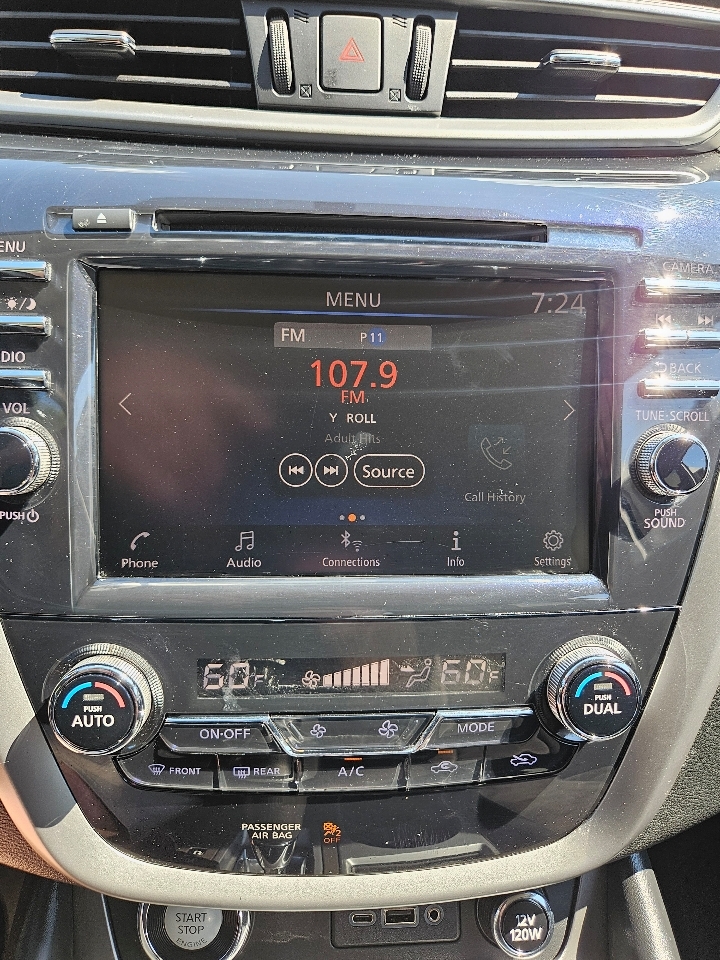 MENU
7:24
FM P11
107.9
FM
Y ROLL
Adult Hits
Source
Call History
Phone
Audio
Connections
Info
Settings
ENU
DIO
VOL
PUSH
CAMERA
BACK
TUNE·SCROLL
PUSH
SOUND
60 F
60 F
PUSH
AUTO
PUSH
DUAL
ON·OFF
MODE
FRONT
REAR
A/C
PASSENGER
AIR BAG
2
OFF
START
STOP
ENGINE
12V
120W